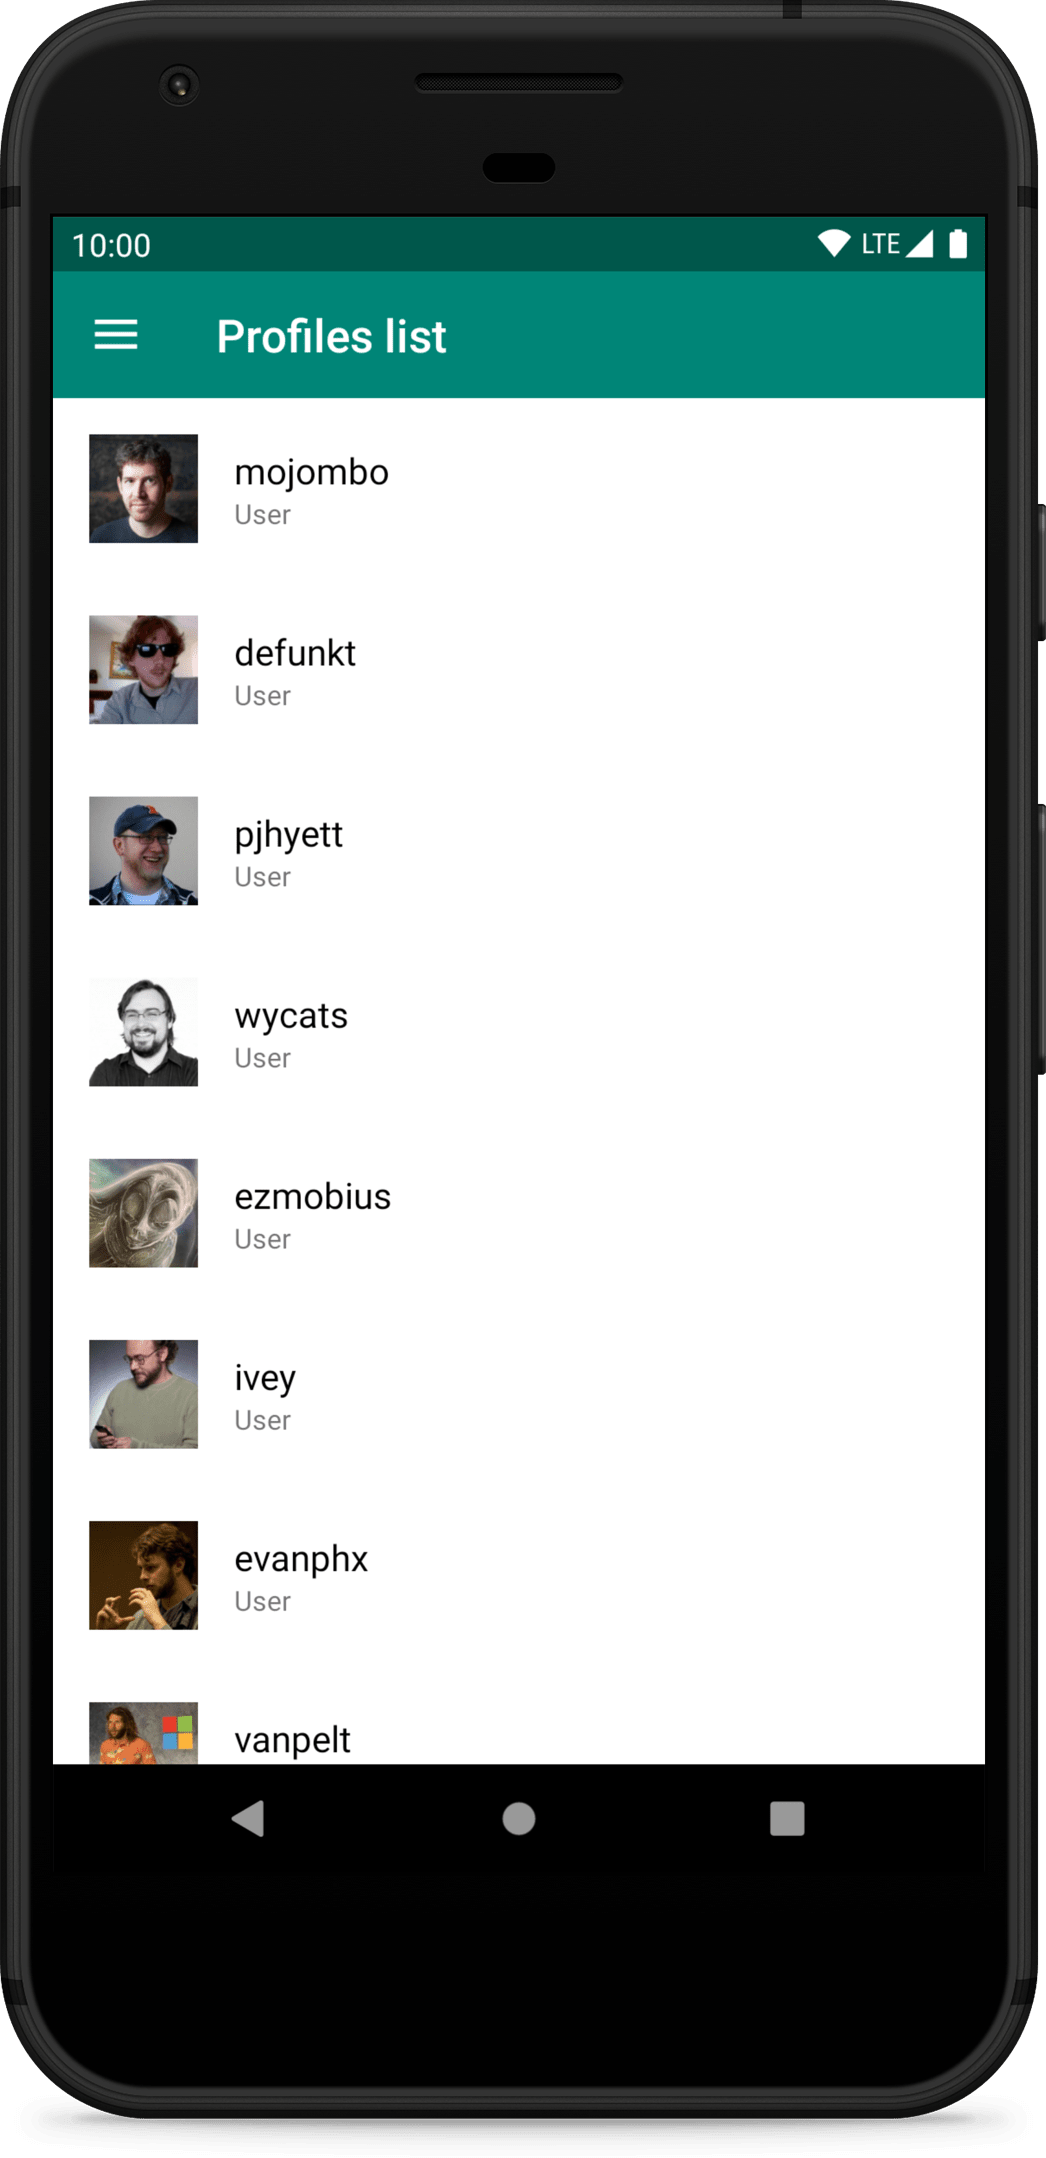 10:00 LTE
Profiles list
mojombo
User
defunkt
User
pjhyett
User
wycats
User
ezmobius
User
ivey
User
evanphx
User
vanpelt